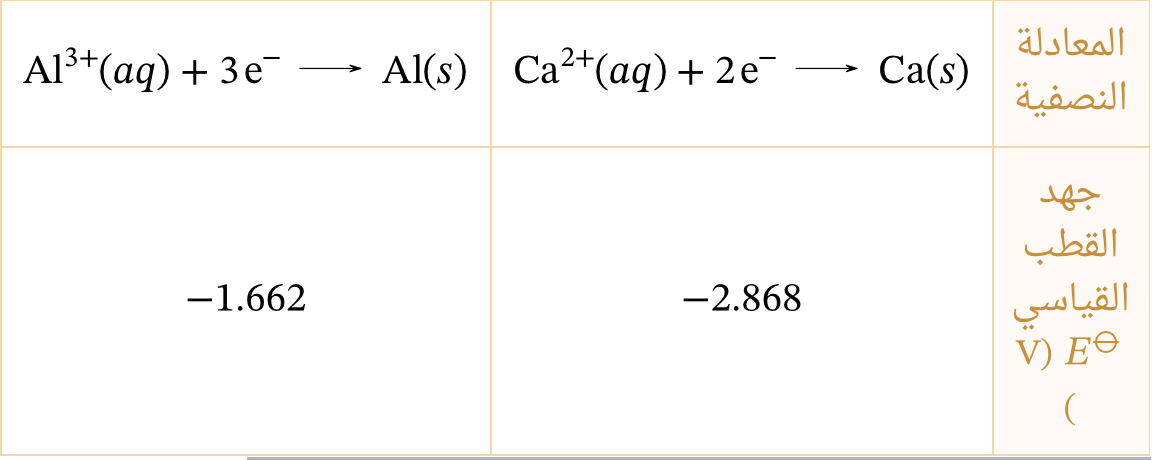 المعادلة
النصفية
Ca²⁺(aq) + 2e⁻ ⟶ Ca(s)
Al³⁺(aq) + 3e⁻ ⟶ Al(s)
جهد
القطب
القياسي
V) E⊖
(
−2.868
−1.662